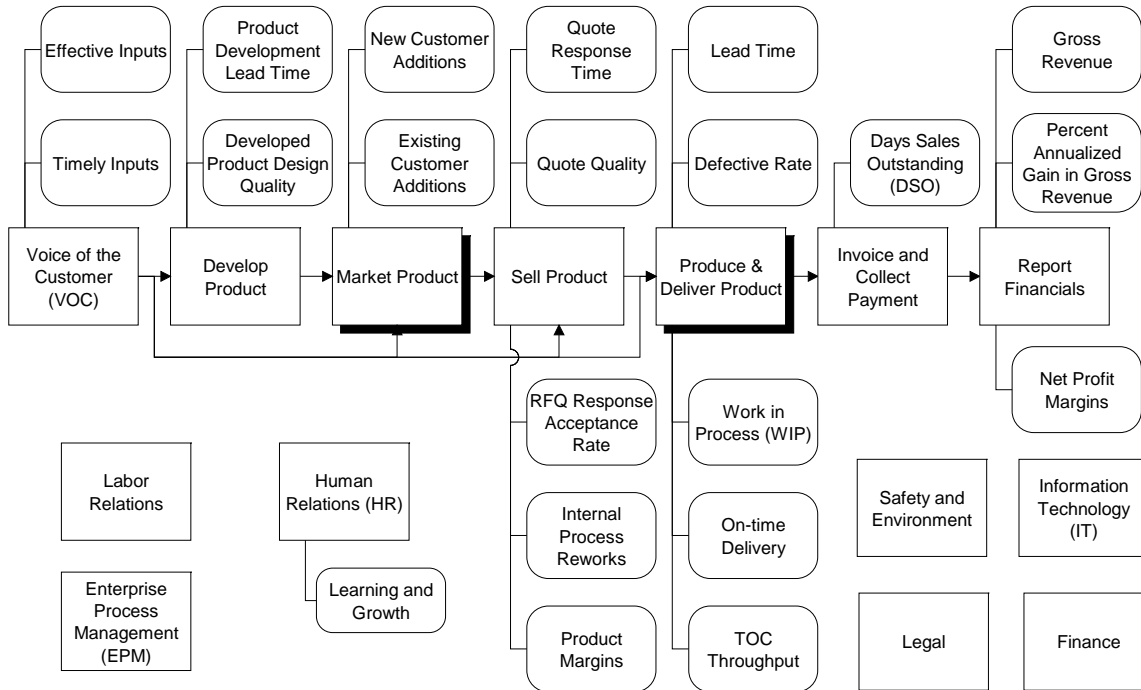 Effective Inputs
Product
Development
Lead Time
New Customer
Additions
Quote
Response
Time
Lead Time
Gross
Revenue
Timely Inputs
Developed
Product Design
Quality
Existing
Customer
Additions
Quote Quality
Defective Rate
Days Sales
Outstanding
(DSO)
Percent
Annualized
Gain in Gross
Revenue
Voice of the
Customer
(VOC)
Develop
Product
Market Product
Sell Product
Produce &
Deliver Product
Invoice and
Collect
Payment
Report
Financials
RFQ Response
Acceptance
Rate
Work in
Process (WIP)
Net Profit
Margins
Labor
Relations
Human
Relations (HR)
Internal
Process
Reworks
On-time
Delivery
Safety and
Environment
Information
Technology
(IT)
Enterprise
Process
Management
(EPM)
Learning and
Growth
Product
Margins
TOC
Throughput
Legal
Finance